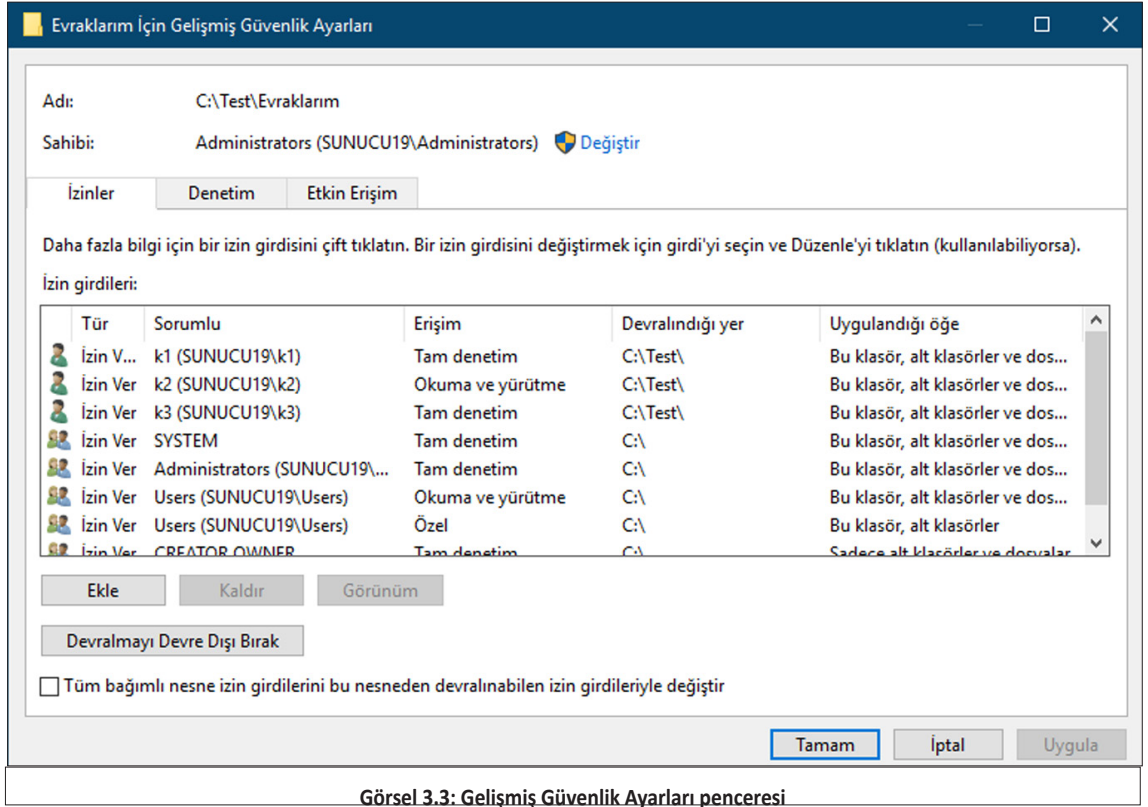 Evraklarım İçin Gelişmiş Güvenlik Ayarları
Adı: C:\Test\Evraklarım
Sahibi: Administrators (SUNUCU19\Administrators) Değiştir
İzinler Denetim Etkin Erişim
Daha fazla bilgi için bir izin girdisini çift tıklatın. Bir izin girdisini değiştirmek için girdi'yi seçin ve Düzenle'yi tıklatın (kullanılabiliyorsa).
İzin girdileri:
Tür Sorumlu Erişim Devralındığı yer Uygulandığı öğe
İzin V... k1 (SUNUCU19\k1) Tam denetim C:\Test\ Bu klasör, alt klasörler ve dos...
İzin Ver k2 (SUNUCU19\k2) Okuma ve yürütme C:\Test\ Bu klasör, alt klasörler ve dos...
İzin Ver k3 (SUNUCU19\k3) Tam denetim C:\Test\ Bu klasör, alt klasörler ve dos...
İzin Ver SYSTEM Tam denetim C:\ Bu klasör, alt klasörler ve dos...
İzin Ver Administrators (SUNUCU19\... Tam denetim C:\ Bu klasör, alt klasörler ve dos...
İzin Ver Users (SUNUCU19\Users) Okuma ve yürütme C:\ Bu klasör, alt klasörler ve dos...
İzin Ver Users (SUNUCU19\Users) Özel C:\ Bu klasör, alt klasörler
İzin Ver CREATOR OWNER Tam denetim C:\ Sadece alt klasörler ve dosyalar
Ekle Kaldır Görünüm
Devralmayı Devre Dışı Bırak
Tüm bağımlı nesne izin girdilerini bu nesneden devralınabilen izin girdileriyle değiştir
Tamam İptal Uygula
Görsel 3.3: Gelişmiş Güvenlik Ayarları penceresi